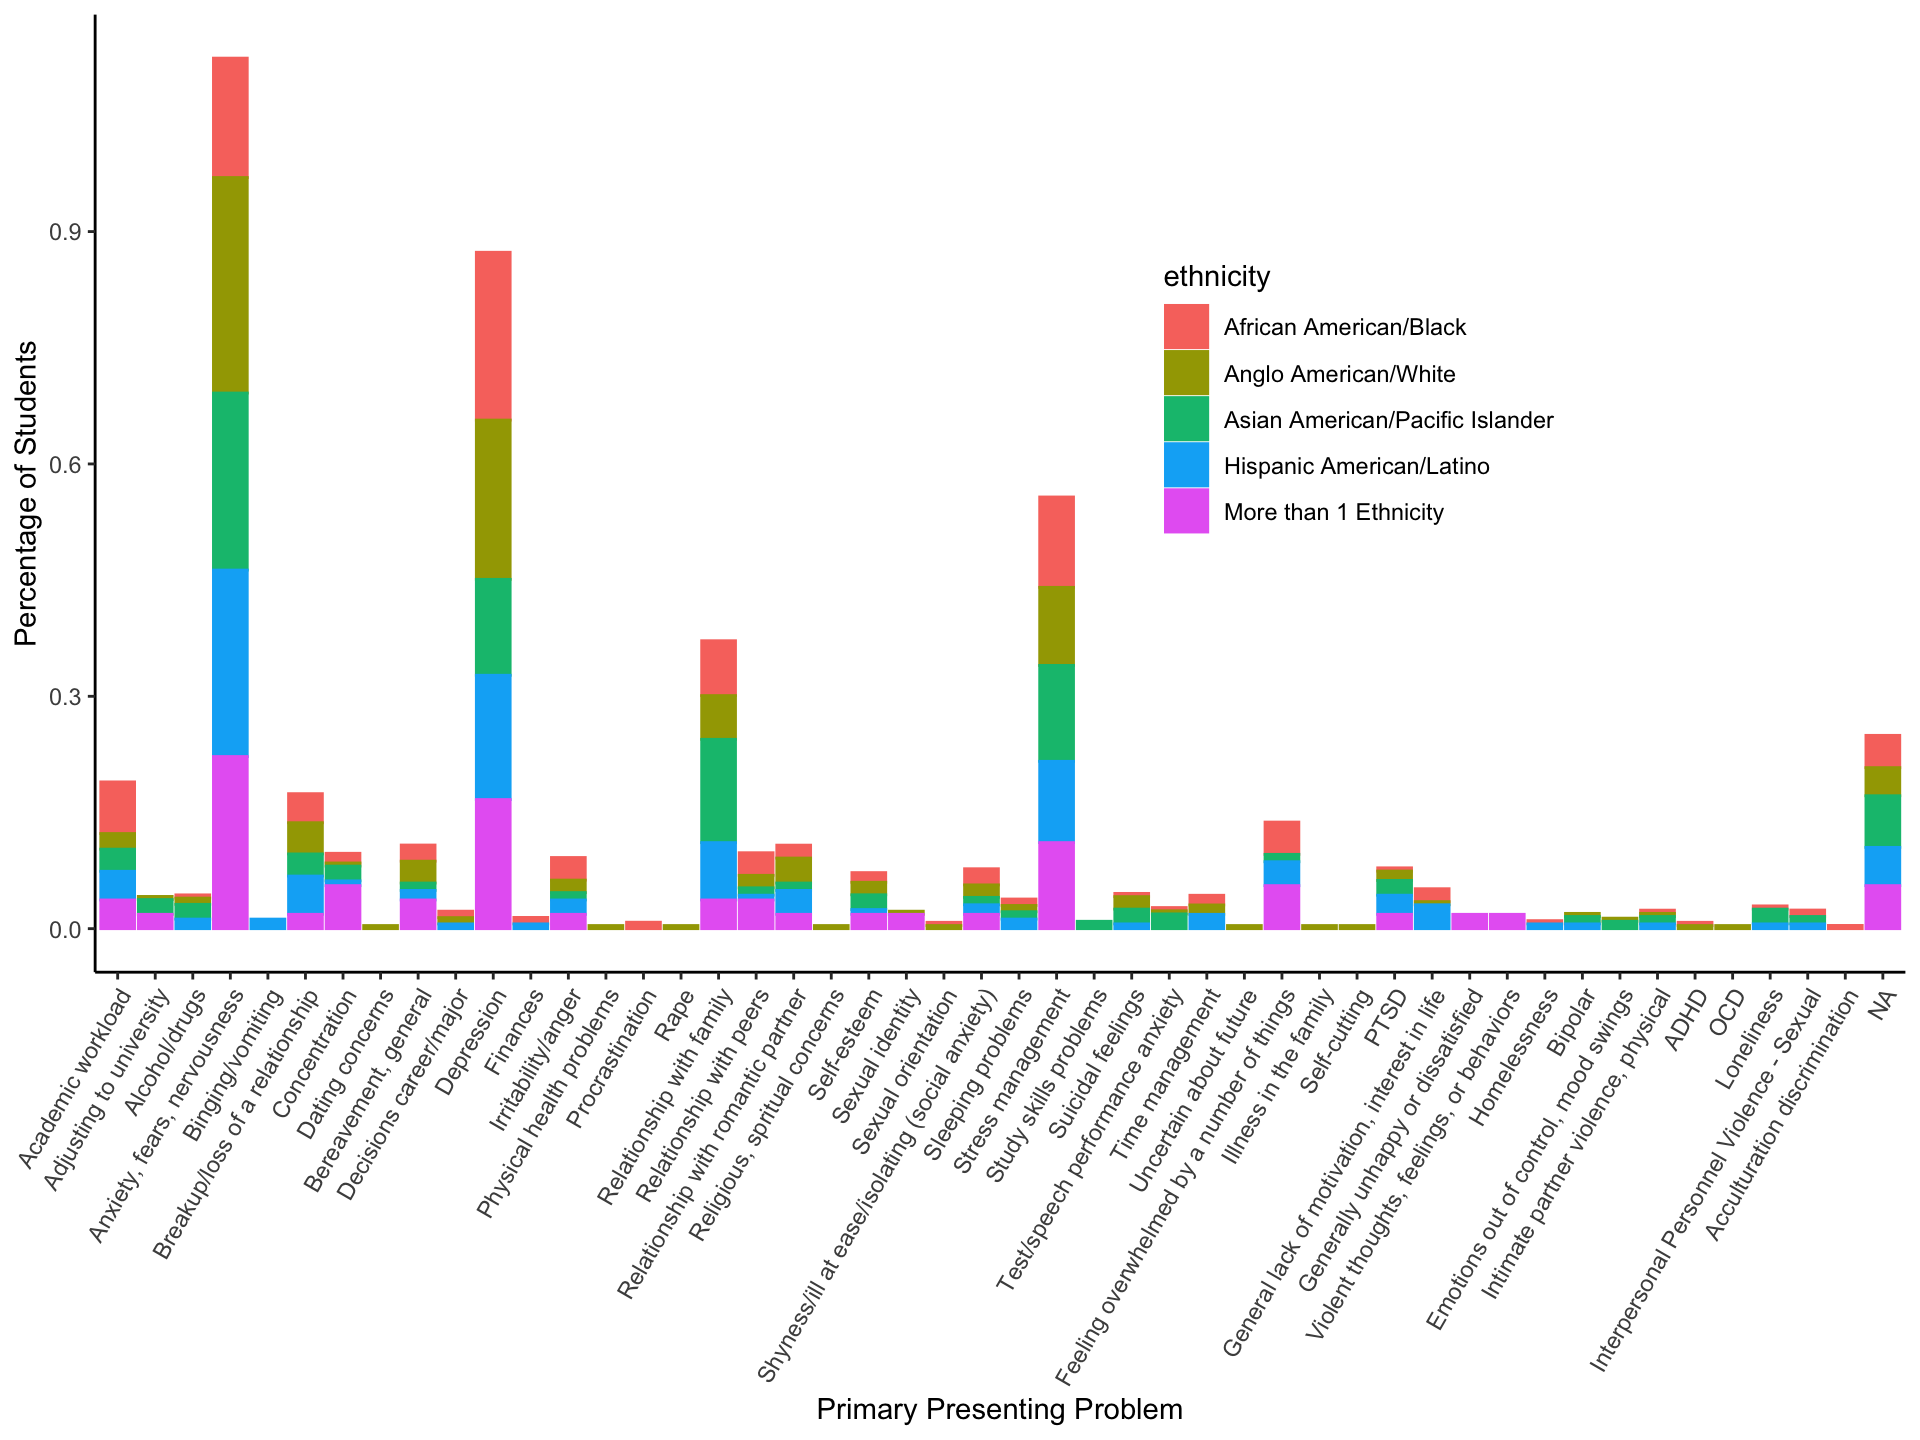 Percentage of Students
0.9
0.6
0.3
0.0
ethnicity
African American/Black
Anglo American/White
Asian American/Pacific Islander
Hispanic American/Latino
More than 1 Ethnicity
Academic workload
Adjusting to university
Alcohol/drugs
Anxiety, fears, nervousness
Binging/vomiting
Breakup/loss of a relationship
Concentration
Dating concerns
Bereavement, general
Decisions career/major
Depression
Finances
Irritability/anger
Physical health problems
Procrastination
Rape
Relationship with family
Relationship with peers
Relationship with romantic partner
Religious, spritual concerns
Self-esteem
Sexual identity
Sexual orientation
Shyness/ill at ease/isolating (social anxiety)
Sleeping problems
Stress management
Study skills problems
Suicidal feelings
Test/speech performance anxiety
Time management
Uncertain about future
Feeling overwhelmed by a number of things
Illness in the family
Self-cutting
PTSD
General lack of motivation, interest in life
Generally unhappy or dissatisfied
Violent thoughts, feelings, or behaviors
Homelessness
Bipolar
Emotions out of control, mood swings
Intimate partner violence, physical
ADHD
OCD
Loneliness
Interpersonal Personnel Violence - Sexual
Acculturation discrimination
NA
Primary Presenting Problem